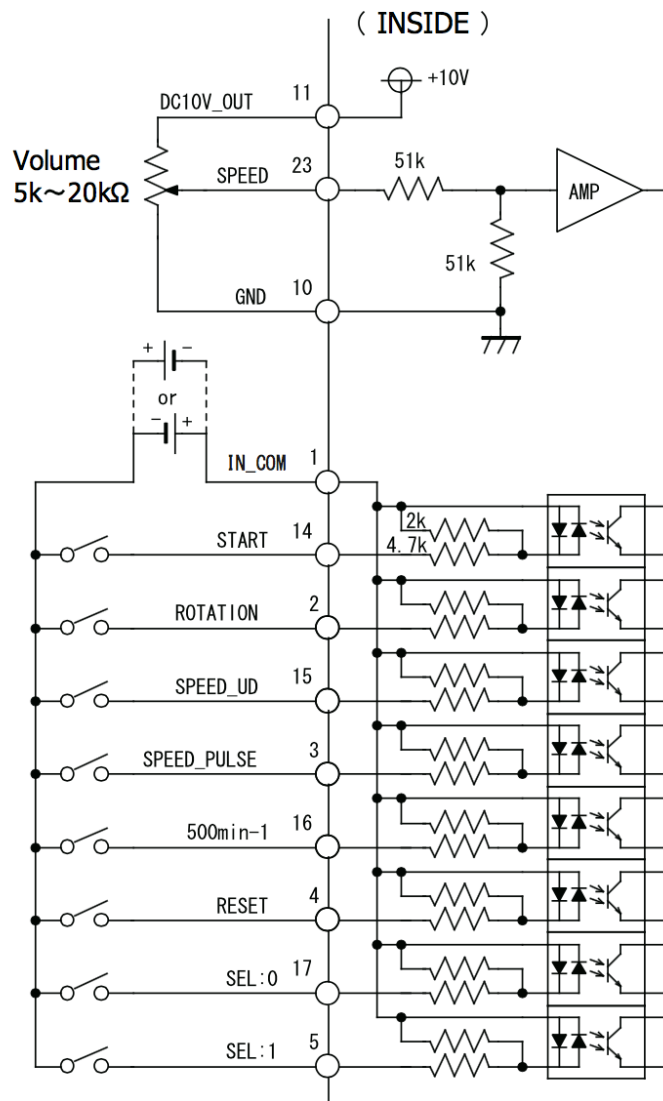 ( INSIDE )
+10V
DC10V_OUT 11
Volume
5k～20kΩ
SPEED 23
51k
AMP
51k
GND 10
+ -
or
- +
IN_COM 1
2k
START 14
4.7k
ROTATION 2
SPEED_UD 15
SPEED_PULSE 3
500min-1 16
RESET 4
SEL:0 17
SEL:1 5